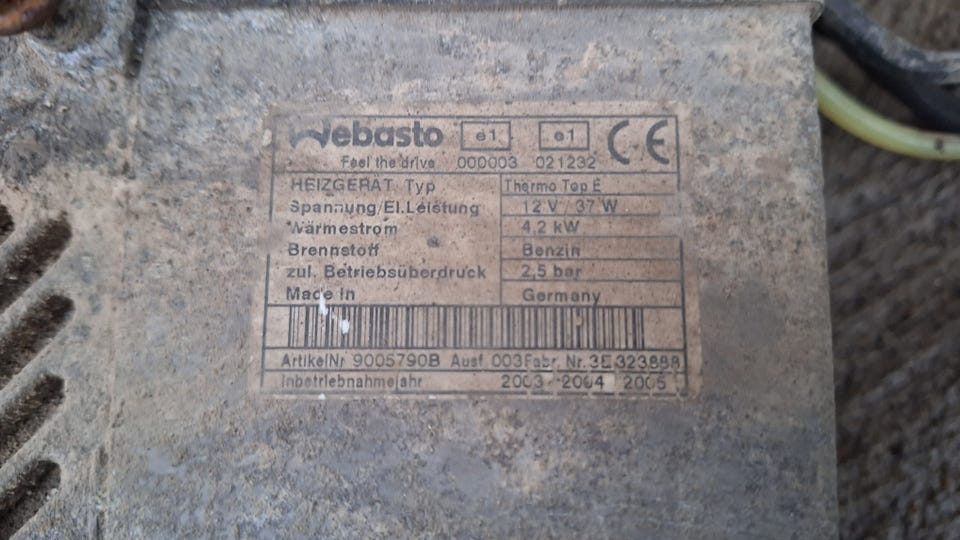 Webasto e1 e1 CE
Feel the drive 000003 021232
HEIZGERÄT Typ Thermo Top E
Spannung/El.Leistung 12 V / 37 W
Wärmestrom 4,2 kW
Brennstoff Benzin
zul. Betriebsüberdruck 2,5 bar
Made in Germany
ArtikelNr 9005790B Ausf 003 Fabr. Nr. 3E 323888
Inbetriebnahmejahr 2003 2004 2005